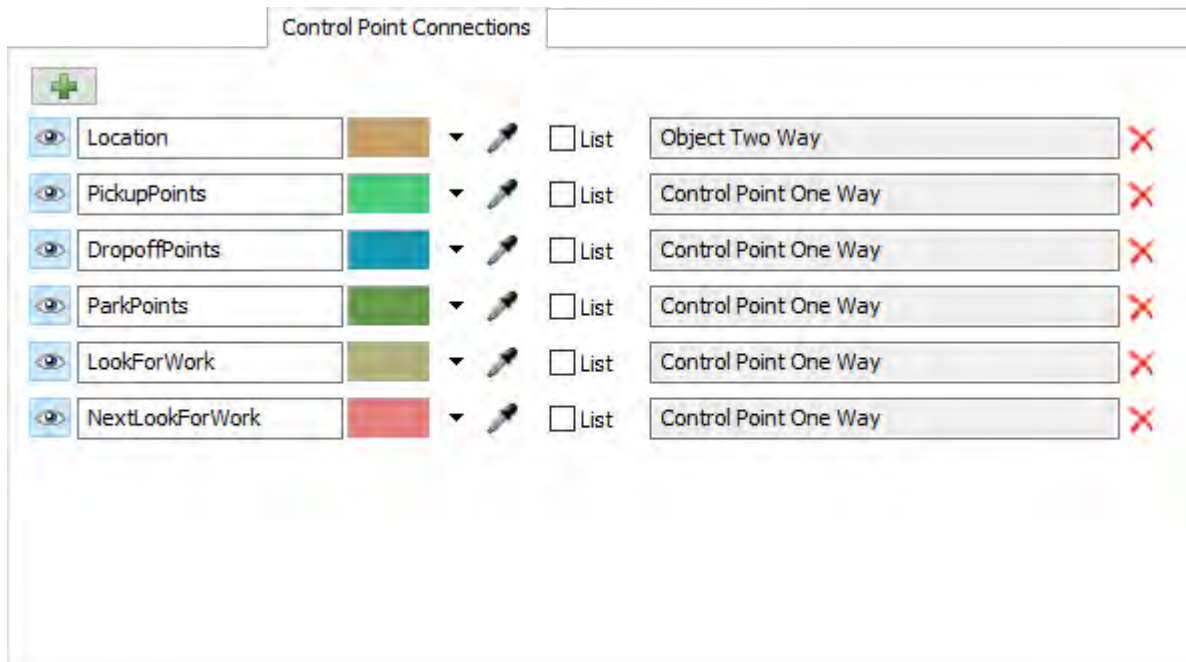 Control Point Connections
Location List Object Two Way
PickupPoints List Control Point One Way
DropoffPoints List Control Point One Way
ParkPoints List Control Point One Way
LookForWork List Control Point One Way
NextLookForWork List Control Point One Way